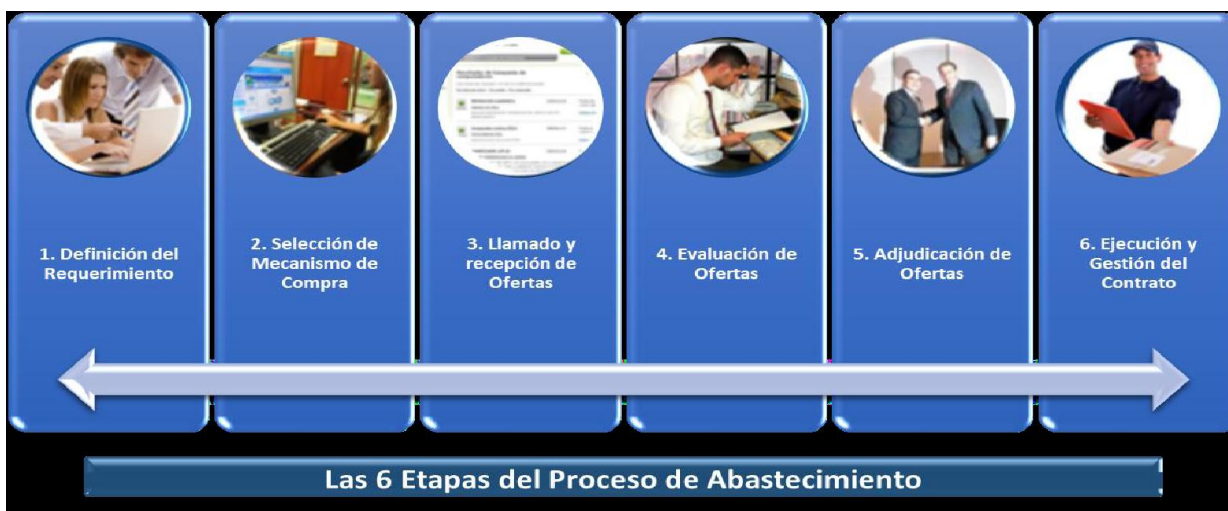 1. Definición del
Requerimiento
2. Selección de
Mecanismo de
Compra
3. Llamado y
recepción de
Ofertas
4. Evaluación de
Ofertas
5. Adjudicación de
Ofertas
6. Ejecución y
Gestión del
Contrato
Las 6 Etapas del Proceso de Abastecimiento